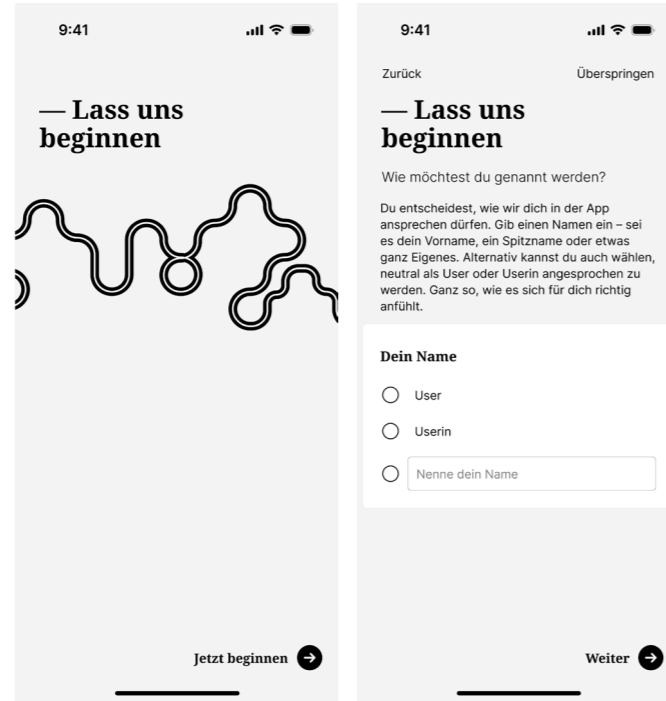 9:41
— Lass uns
beginnen
Jetzt beginnen
9:41
Zurück
Überspringen
— Lass uns
beginnen
Wie möchtest du genannt werden?
Du entscheidest, wie wir dich in der App
ansprechen dürfen. Gib einen Namen ein – sei
es dein Vorname, ein Spitzname oder etwas
ganz Eigenes. Alternativ kannst du auch wählen,
neutral als User oder Userin angesprochen zu
werden. Ganz so, wie es sich für dich richtig
anfühlt.
Dein Name
User
Userin
Nenne dein Name
Weiter